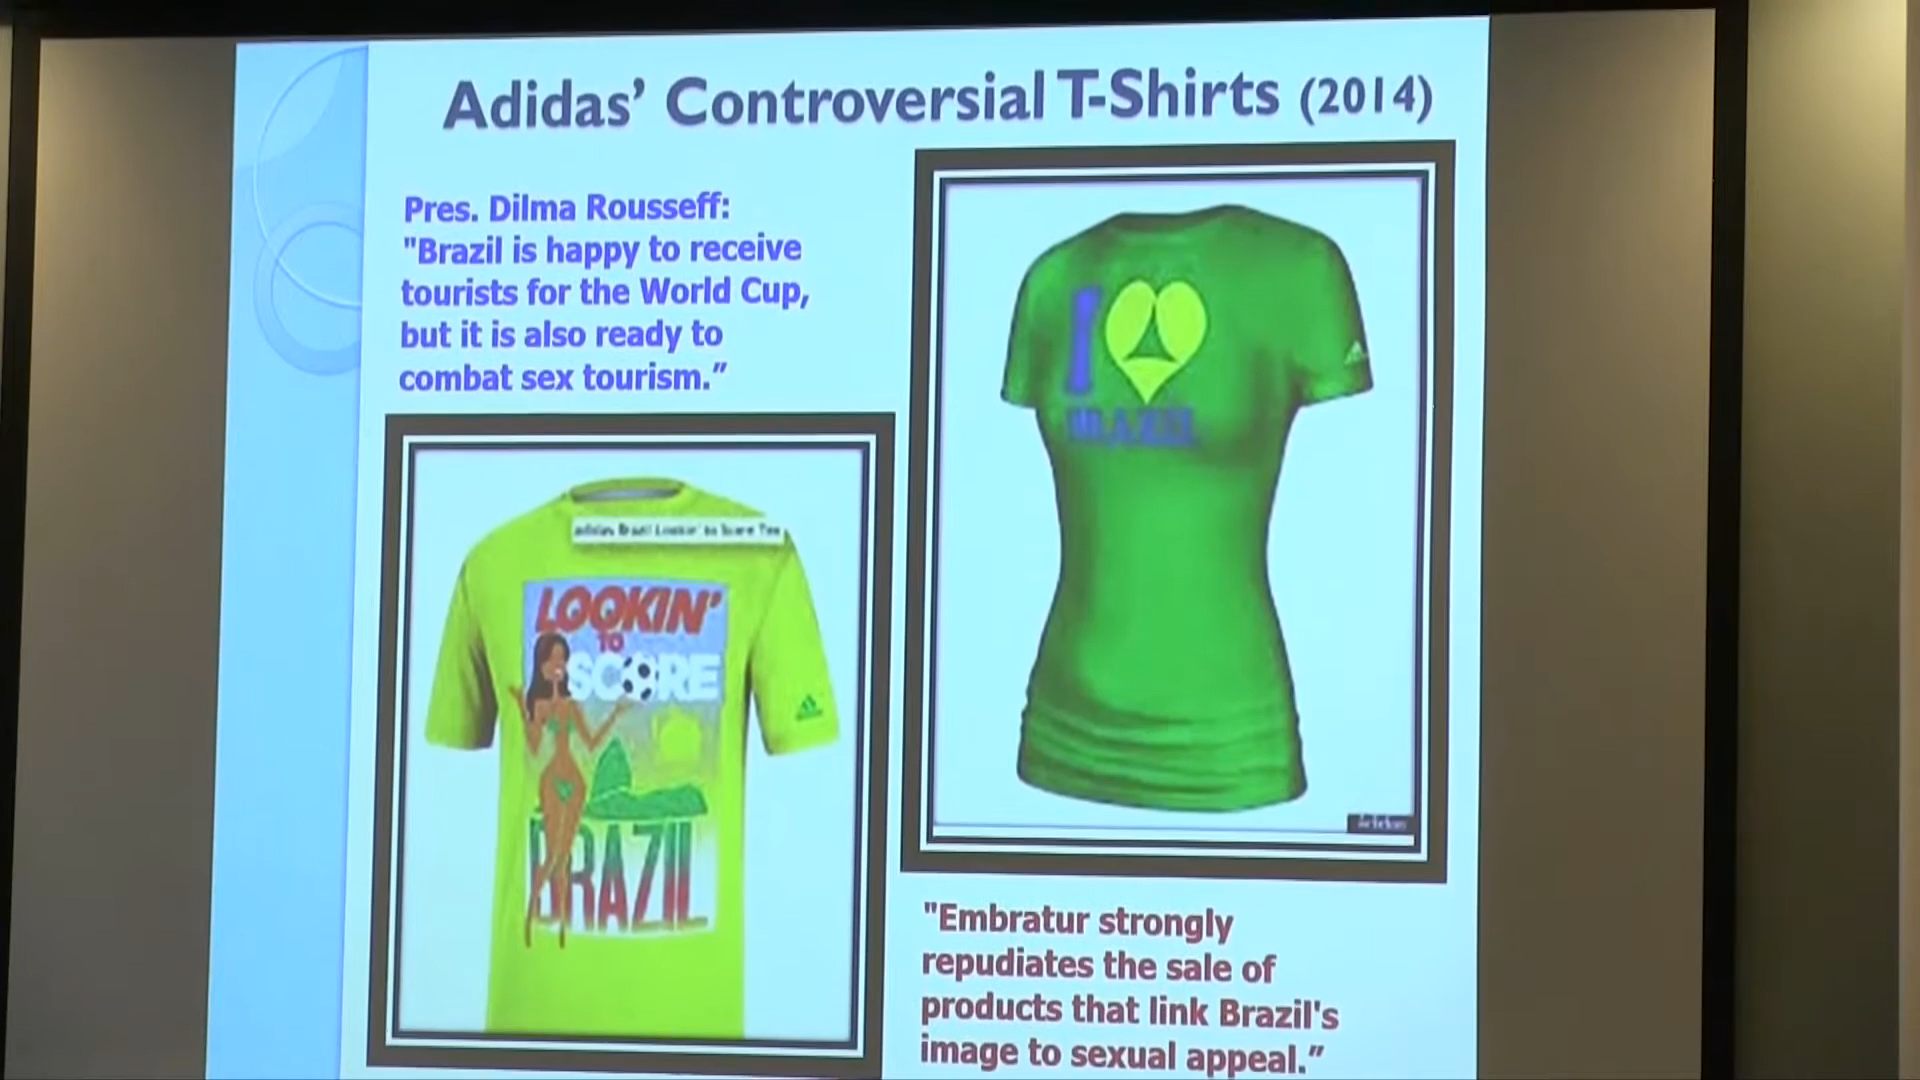 Adidas' Controversial T-Shirts (2014)
Pres. Dilma Rousseff:
"Brazil is happy to receive
tourists for the World Cup,
but it is also ready to
combat sex tourism."
I
BRAZIL
adidas Brazil Lookin' to Score Tee
LOOKIN'
TO
SCORE
BRAZIL
"Embratur strongly
repudiates the sale of
products that link Brazil's
image to sexual appeal."